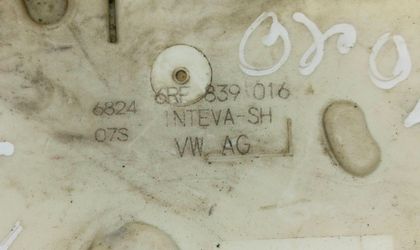 6824 6RF 839 016
07S INTEVA-SH
VW AG